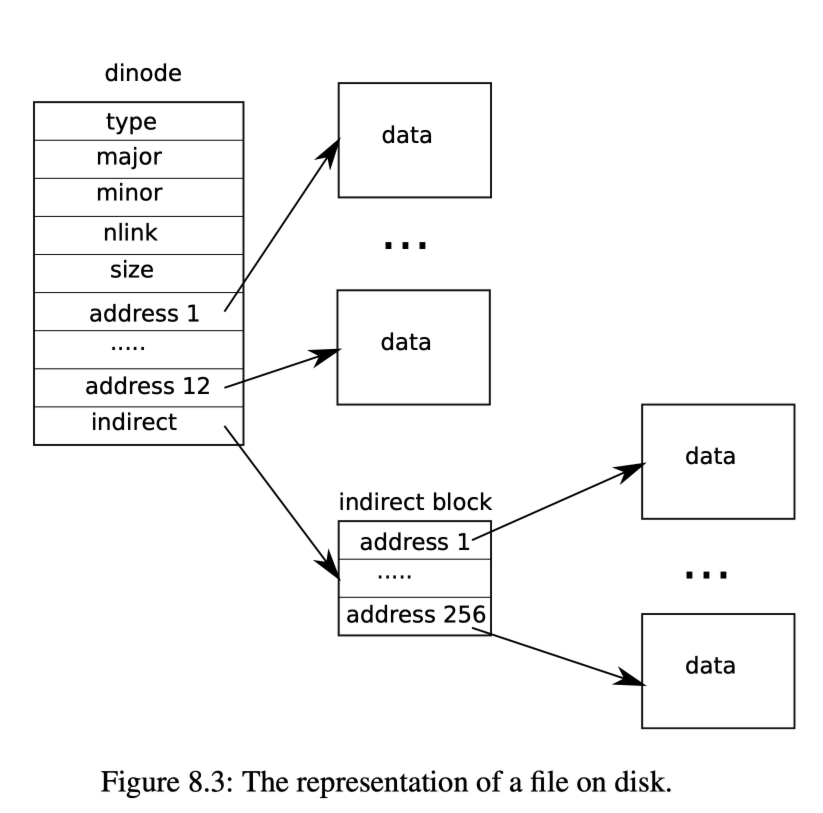 dinode
type
major
minor
nlink
size
address 1
.....
address 12
indirect
data
...
data
indirect block
address 1
.....
address 256
data
...
data
Figure 8.3: The representation of a file on disk.